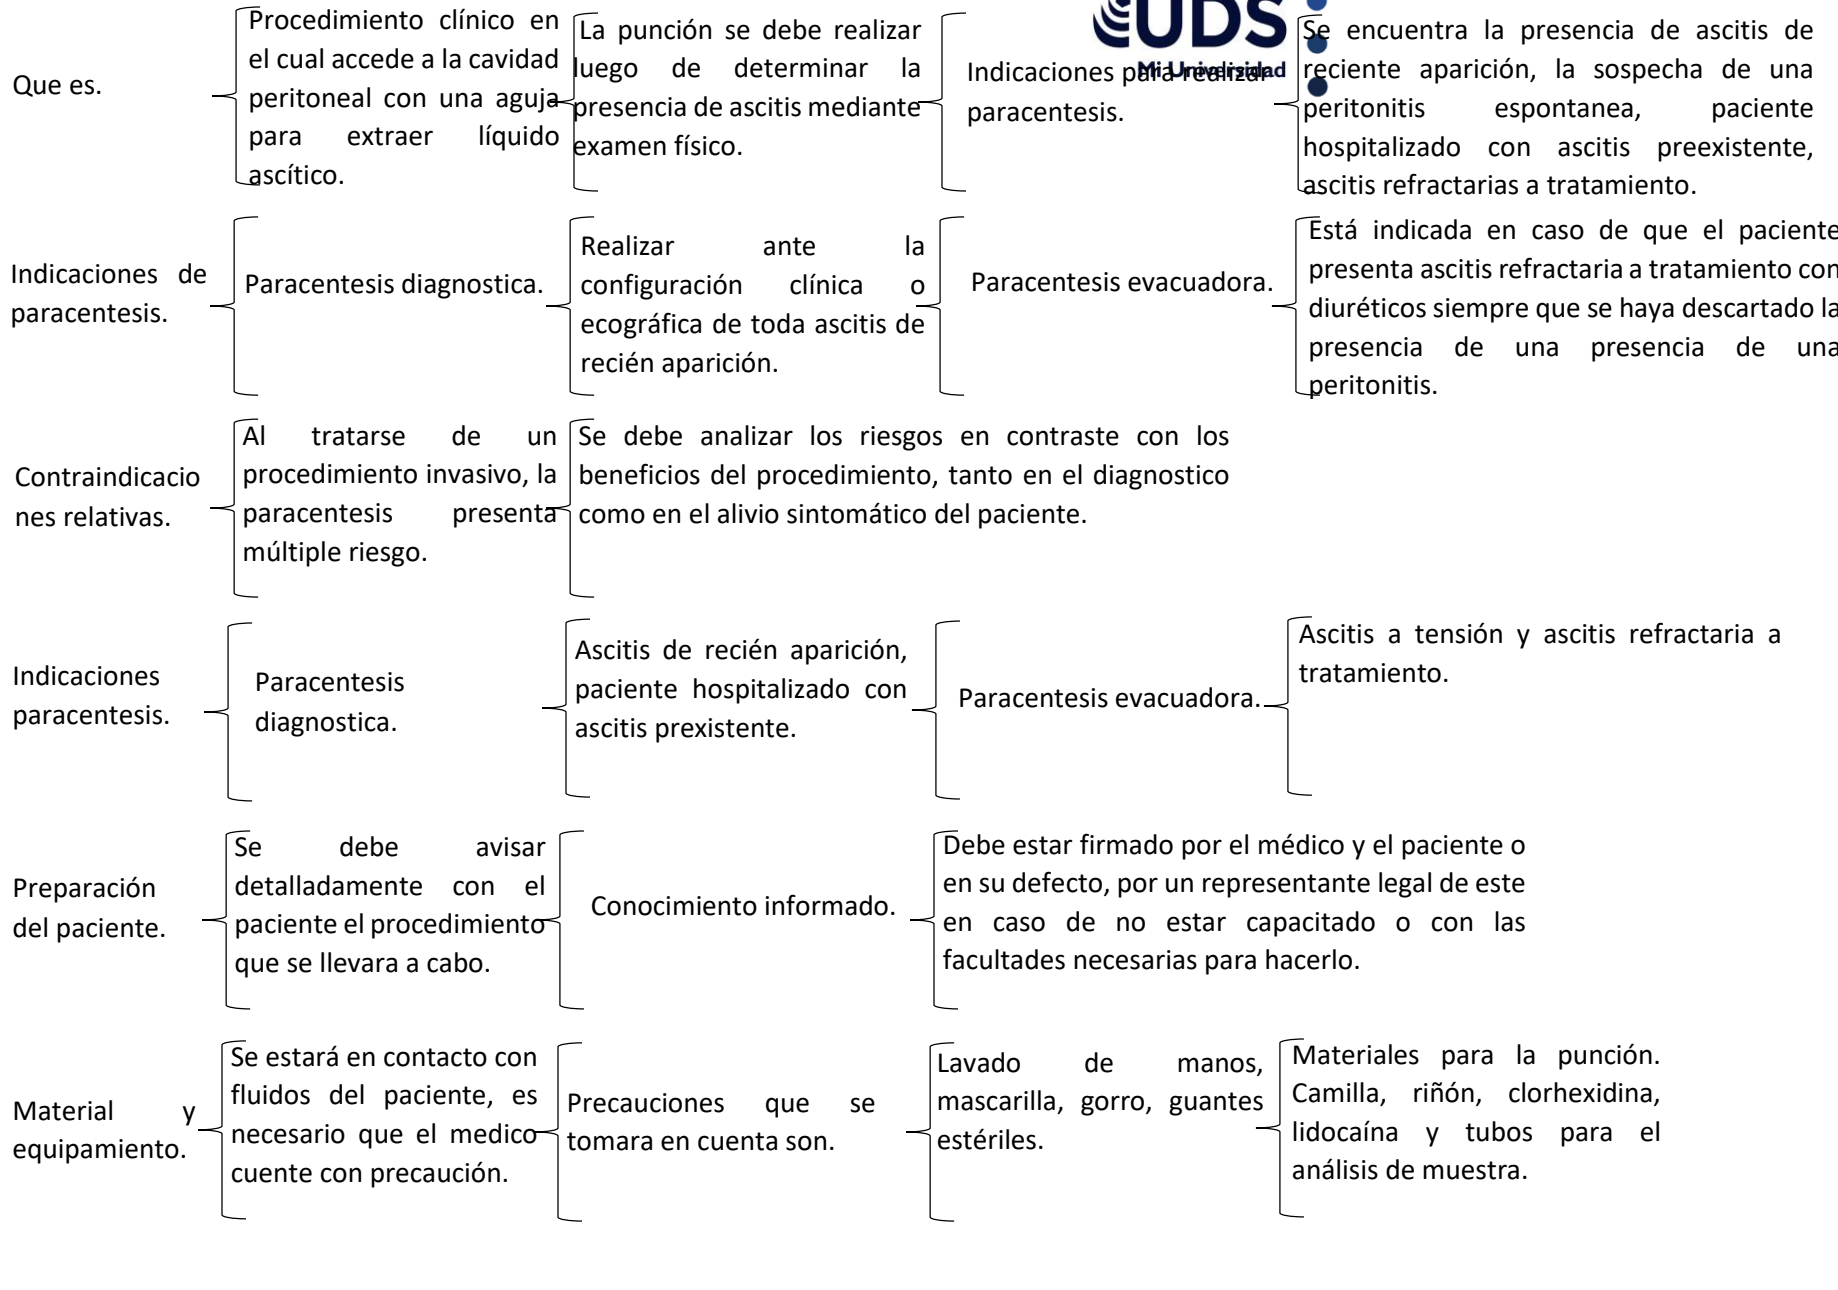 UDS
Mi Universidad
Que es.
Procedimiento clínico en
el cual accede a la cavidad
peritoneal con una aguja
para extraer líquido
ascítico.
La punción se debe realizar
luego de determinar la
presencia de ascitis mediante
examen físico.
Indicaciones para realizar
paracentesis.
Se encuentra la presencia de ascitis de
reciente aparición, la sospecha de una
peritonitis espontanea, paciente
hospitalizado con ascitis preexistente,
ascitis refractarias a tratamiento.
Indicaciones de
paracentesis.
Paracentesis diagnostica.
Realizar ante la
configuración clínica o
ecográfica de toda ascitis de
recién aparición.
Paracentesis evacuadora.
Está indicada en caso de que el paciente
presenta ascitis refractaria a tratamiento con
diuréticos siempre que se haya descartado la
presencia de una presencia de una
peritonitis.
Contraindicacio
nes relativas.
Al tratarse de un
procedimiento invasivo, la
paracentesis presenta
múltiple riesgo.
Se debe analizar los riesgos en contraste con los
beneficios del procedimiento, tanto en el diagnostico
como en el alivio sintomático del paciente.
Indicaciones
paracentesis.
Paracentesis
diagnostica.
Ascitis de recién aparición,
paciente hospitalizado con
ascitis prexistente.
Paracentesis evacuadora.
Ascitis a tensión y ascitis refractaria a
tratamiento.
Preparación
del paciente.
Se debe avisar
detalladamente con el
paciente el procedimiento
que se llevara a cabo.
Conocimiento informado.
Debe estar firmado por el médico y el paciente o
en su defecto, por un representante legal de este
en caso de no estar capacitado o con las
facultades necesarias para hacerlo.
Material y
equipamiento.
Se estará en contacto con
fluidos del paciente, es
necesario que el medico
cuente con precaución.
Precauciones que se
tomara en cuenta son.
Lavado de manos,
mascarilla, gorro, guantes
estériles.
Materiales para la punción.
Camilla, riñón, clorhexidina,
lidocaína y tubos para el
análisis de muestra.